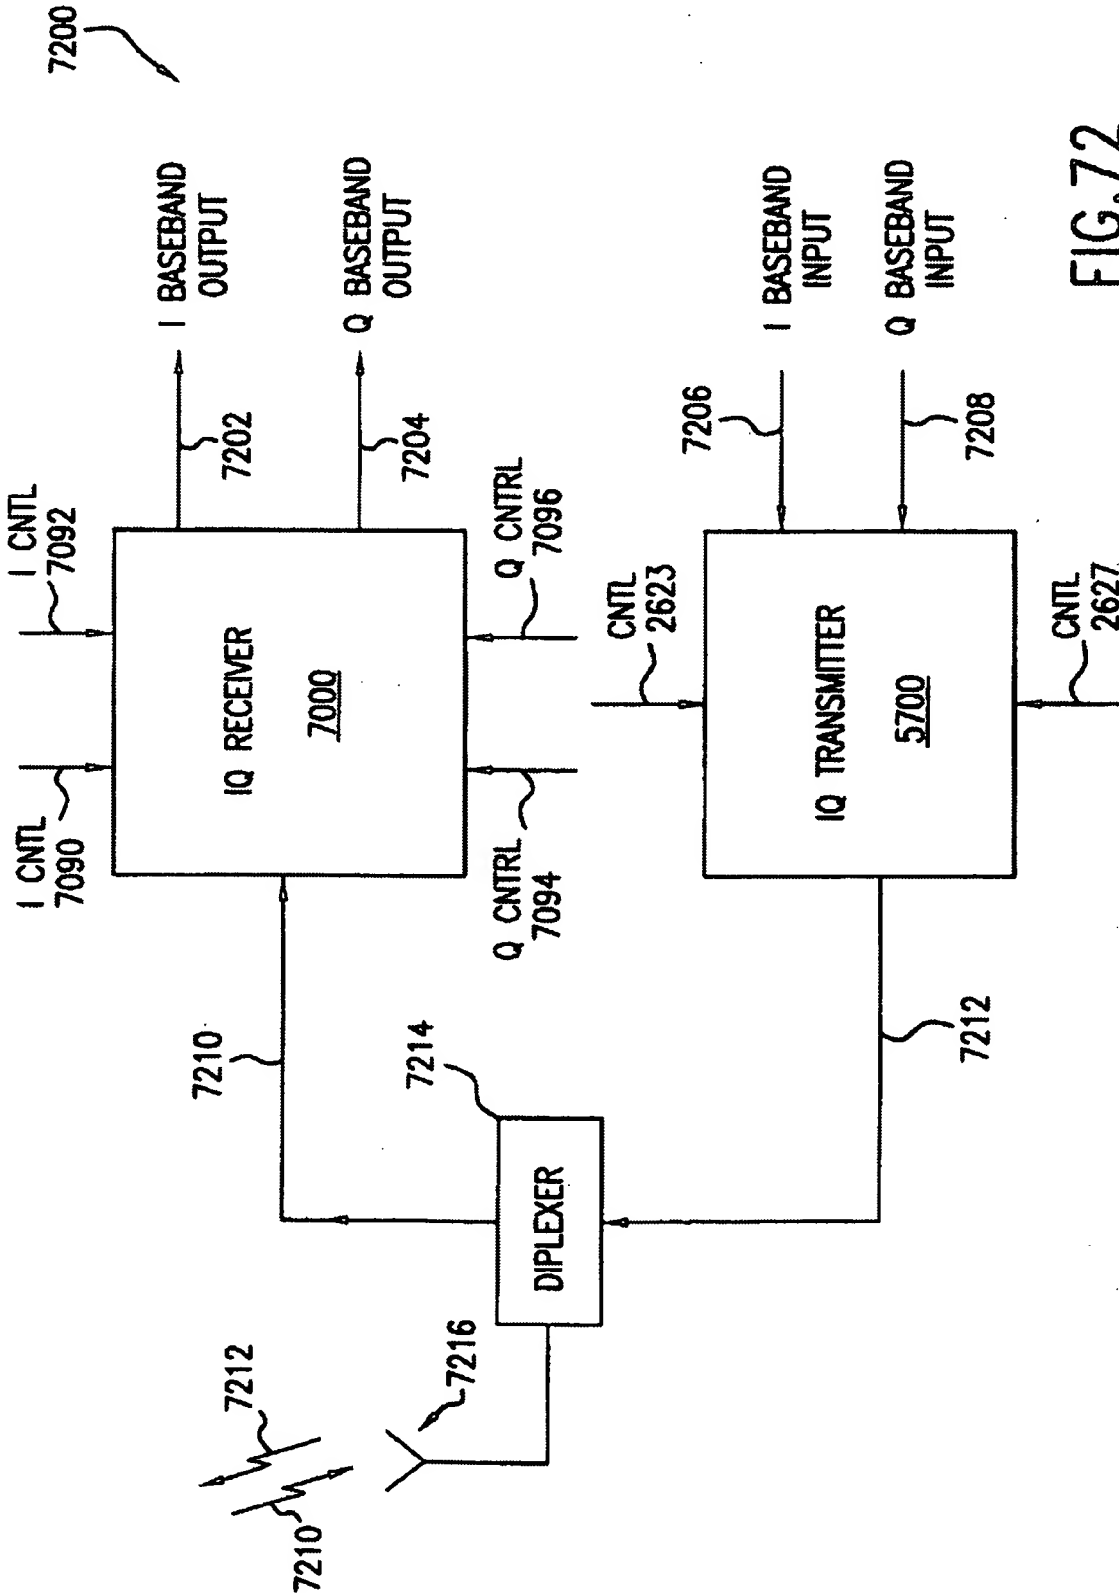 7200
I CNTL
7090
I CNTL
7092
7210
IQ RECEIVER
7000
7202
I BASEBAND
OUTPUT
7204
Q BASEBAND
OUTPUT
Q CNTRL
7094
Q CNTRL
7096
7212
7210
7216
7214
DIPLEXER
CNTL
2623
7206
I BASEBAND
INPUT
IQ TRANSMITTER
5700
7208
Q BASEBAND
INPUT
7212
CNTL
2627
FIG.72